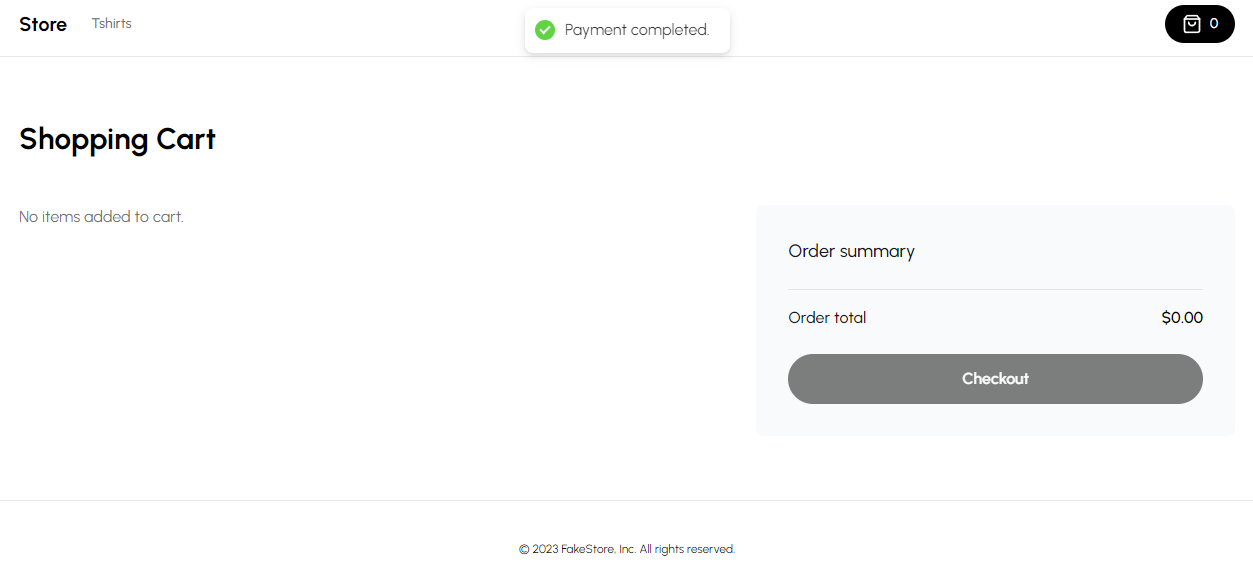 Store
Tshirts
Payment completed.
0
Shopping Cart
No items added to cart.
Order summary
Order total
$0.00
Checkout
© 2023 FakeStore, Inc. All rights reserved.